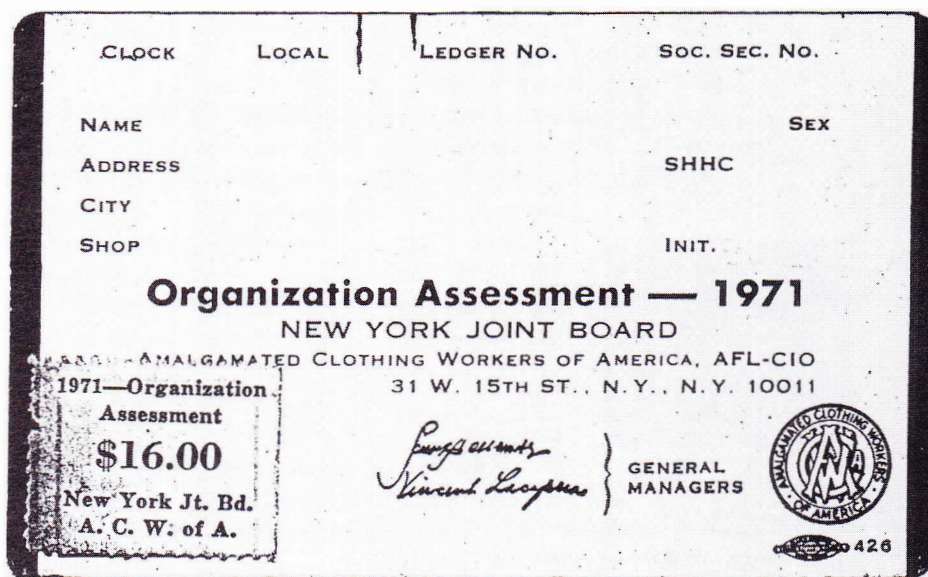 CLOCK LOCAL LEDGER NO. SOC. SEC. NO.
NAME SEX
ADDRESS SHHC
CITY
SHOP INIT.
Organization Assessment — 1971
NEW YORK JOINT BOARD
AMALGAMATED CLOTHING WORKERS OF AMERICA, AFL-CIO
31 W. 15TH ST., N.Y., N.Y. 10011
1971—Organization
Assessment
$16.00
New York Jt. Bd.
A. C. W. of A.
Vincent
GENERAL
MANAGERS
AMALGAMATED CLOTHING WORKERS
OF AMERICA
426